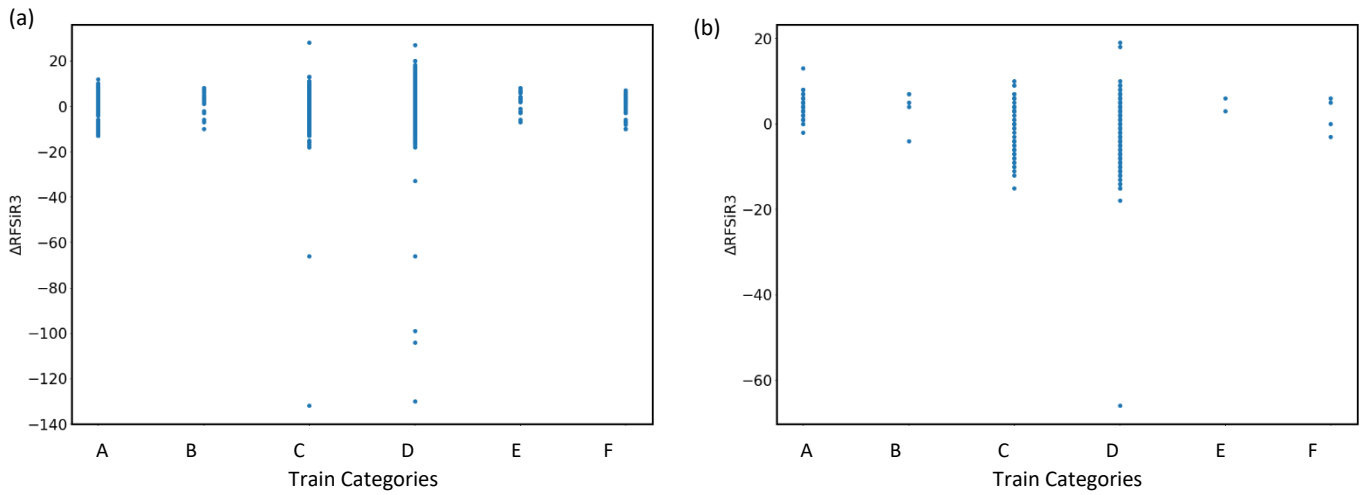 (a)
20
0
−20
−40
−60
−80
−100
−120
−140
ΔRFSiR3
A B C D E F
Train Categories
(b)
20
0
−20
−40
−60
ΔRFSiR3
A B C D E F
Train Categories